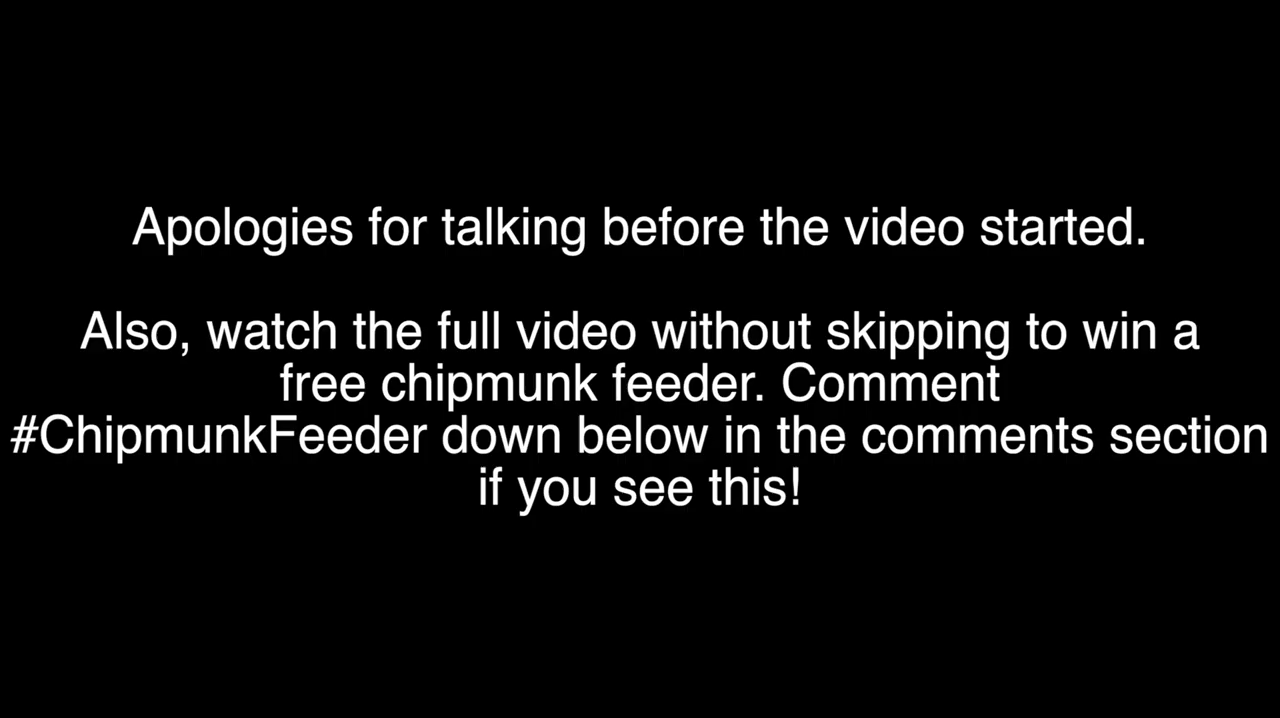 Apologies for talking before the video started.
Also, watch the full video without skipping to win a
free chipmunk feeder. Comment
#ChipmunkFeeder down below in the comments section
if you see this!